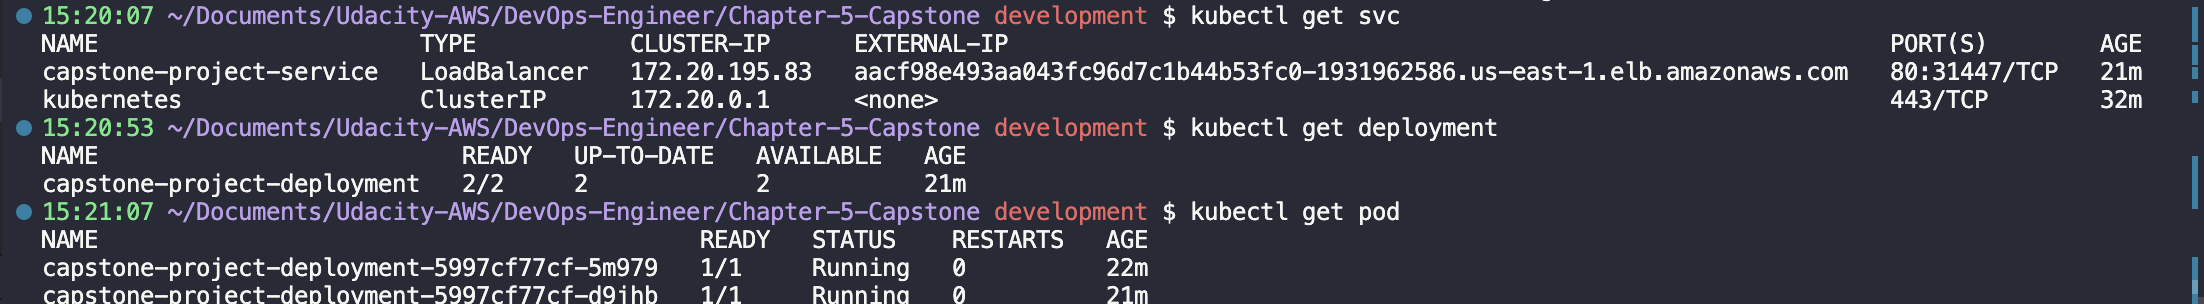 15:20:07 ~/Documents/Udacity-AWS/DevOps-Engineer/Chapter-5-Capstone development $ kubectl get svc
NAME TYPE CLUSTER-IP EXTERNAL-IP PORT(S) AGE
capstone-project-service LoadBalancer 172.20.195.83 aacf98e493aa043fc96d7c1b44b53fc0-1931962586.us-east-1.elb.amazonaws.com 80:31447/TCP 21m
kubernetes ClusterIP 172.20.0.1 <none> 443/TCP 32m
15:20:53 ~/Documents/Udacity-AWS/DevOps-Engineer/Chapter-5-Capstone development $ kubectl get deployment
NAME READY UP-TO-DATE AVAILABLE AGE
capstone-project-deployment 2/2 2 2 21m
15:21:07 ~/Documents/Udacity-AWS/DevOps-Engineer/Chapter-5-Capstone development $ kubectl get pod
NAME READY STATUS RESTARTS AGE
capstone-project-deployment-5997cf77cf-5m979 1/1 Running 0 22m
capstone-project-deployment-5997cf77cf-d9jhb 1/1 Running 0 21m